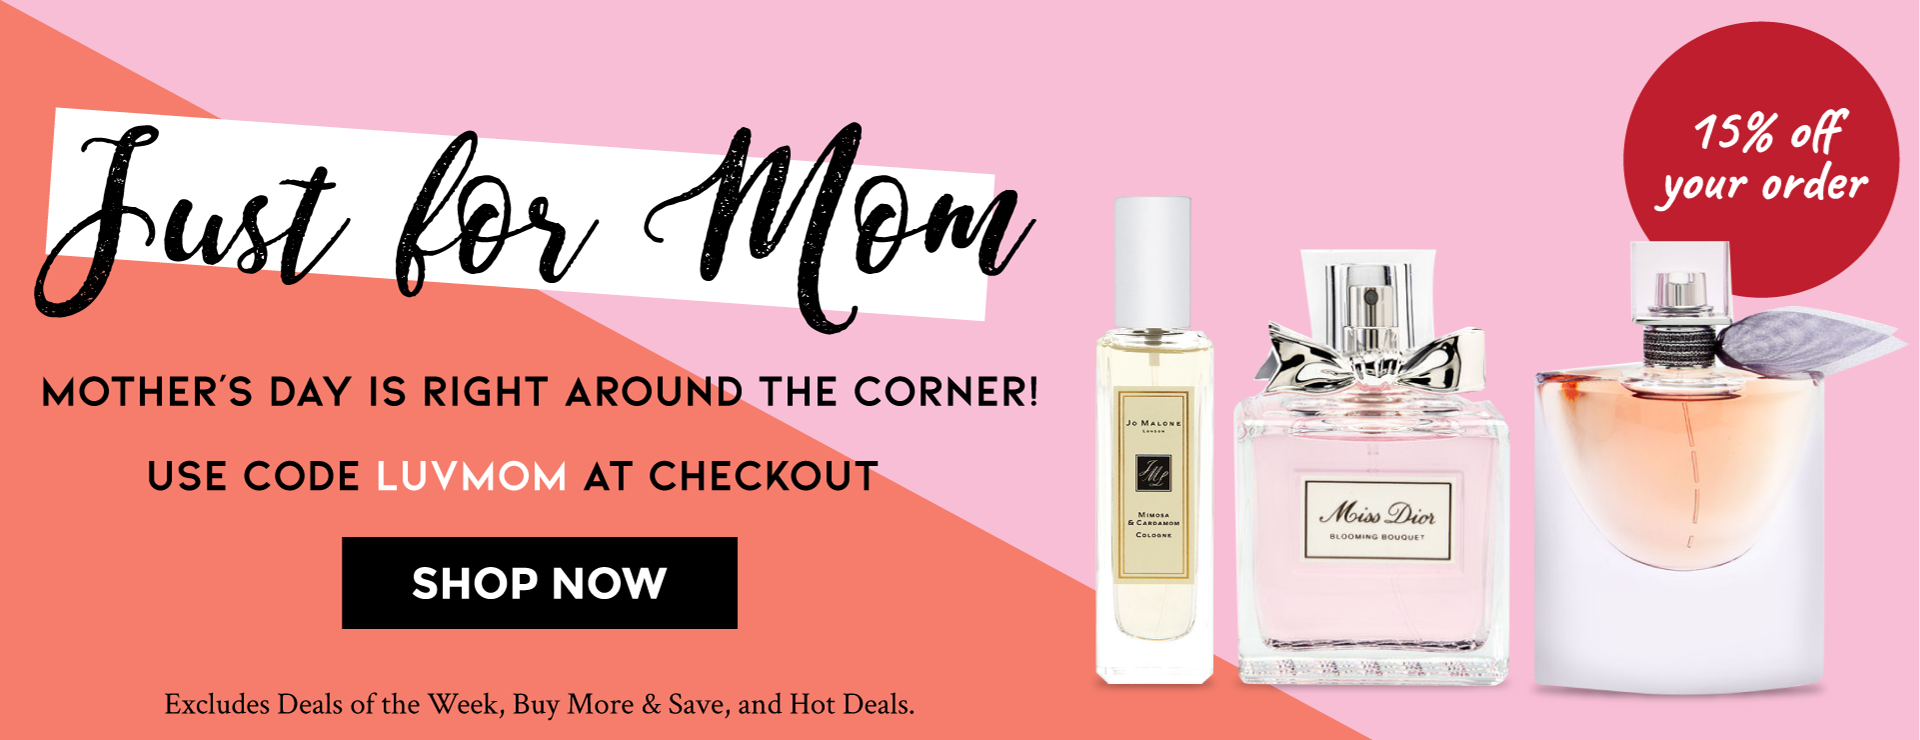 Just for Mom
MOTHER'S DAY IS RIGHT AROUND THE CORNER!
USE CODE LUVMOM AT CHECKOUT
SHOP NOW
Excludes Deals of the Week, Buy More & Save, and Hot Deals.
15% off
your order
JO MALONE
LONDON
JML
MIMOSA
& CARDAMOM
COLOGNE
Miss Dior
BLOOMING BOUQUET